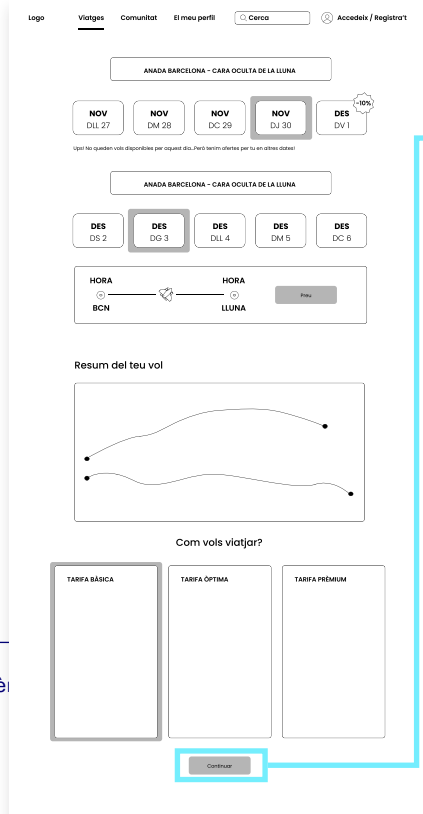 Logo
Viatges
Comunitat
El meu perfil
Cerca
Accedeix / Registra't
ANADA BARCELONA - CARA OCULTA DE LA LLUNA
NOV
DLL 27
NOV
DM 28
NOV
DC 29
NOV
DJ 30
-10%
DES
DV 1
Ups! No queden vols disponibles per aquest dia...Però tenim ofertes per tu en altres dates!
ANADA BARCELONA - CARA OCULTA DE LA LLUNA
DES
DS 2
DES
DG 3
DES
DLL 4
DES
DM 5
DES
DC 6
HORA
HORA
BCN
LLUNA
Preu
Resum del teu vol
Com vols viatjar?
TARIFA BÁSICA
TARIFA ÒPTIMA
TARIFA PRÈMIUM
Continuar